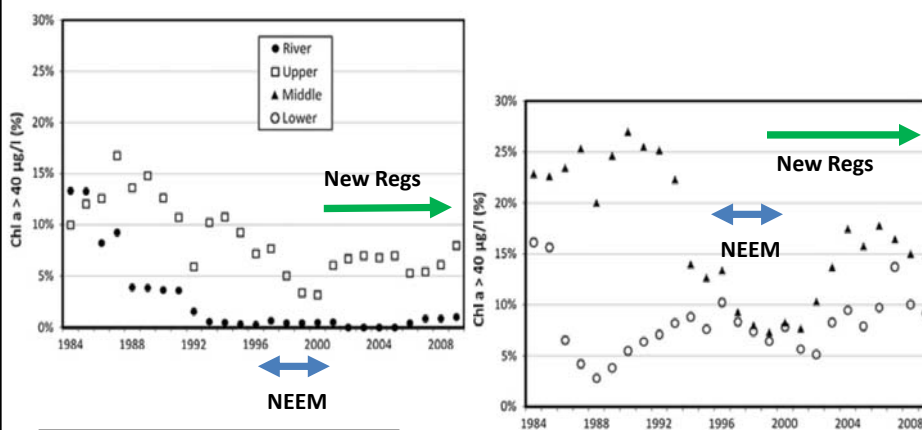 30%
25%
20%
15%
10%
5%
0%
Chl a > 40 µg/l (%)
River
Upper
Middle
Lower
New Regs
1984 1988 1992 1996 2000 2004 2008
NEEM
30%
25%
20%
15%
10%
5%
0%
Chl a > 40 µg/l (%)
New Regs
NEEM
1984 1988 1992 1996 2000 2004 2008